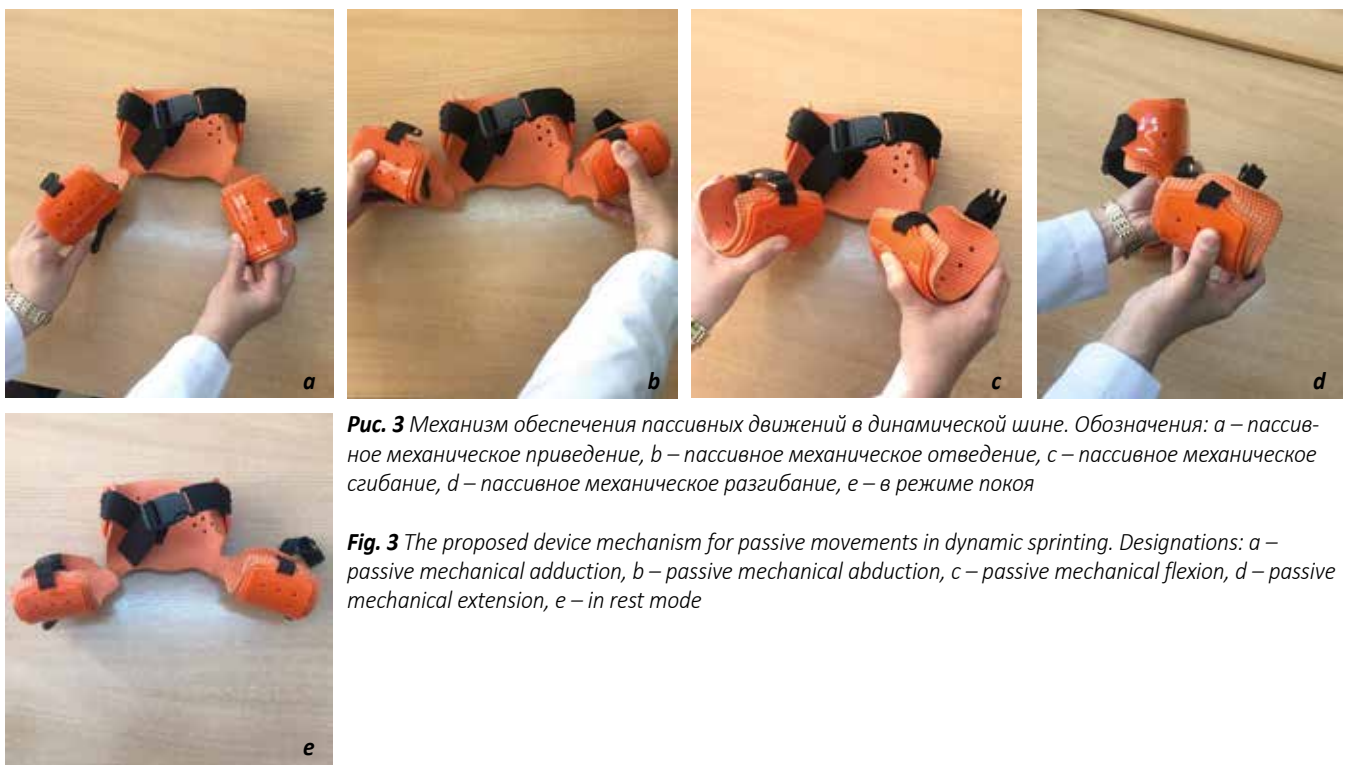 a
b
c
d
Рис. 3 Механизм обеспечения пассивных движений в динамической шине. Обозначения: a – пассив-
ное механическое приведение, b – пассивное механическое отведение, c – пассивное механическое
сгибание, d – пассивное механическое разгибание, e – в режиме покоя
Fig. 3 The proposed device mechanism for passive movements in dynamic sprinting. Designations: a –
passive mechanical adduction, b – passive mechanical abduction, c – passive mechanical flexion, d – passive
mechanical extension, e – in rest mode
e